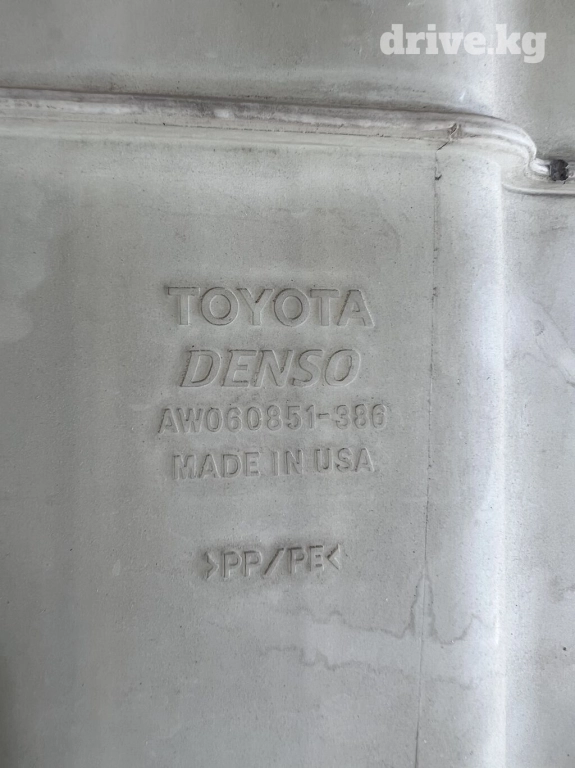 drive.kg
TOYOTA
DENSO
AW060851-386
MADE IN USA
>PP/PE<